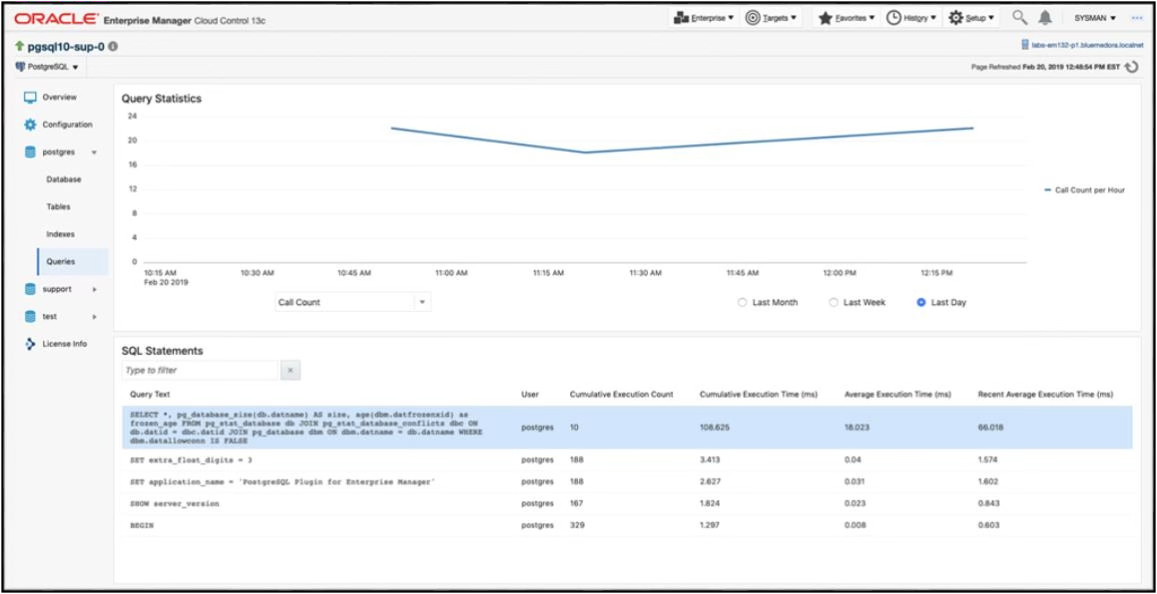 ORACLE® Enterprise Manager Cloud Control 13c
Enterprise Targets Favorites History Setup SYSMAN
pgsql10-sup-0
labs-em132-p1.bluemedora.localnet
PostgreSQL
Page Refreshed Feb 20, 2019 12:48:54 PM EST
Overview
Configuration
postgres
Database
Tables
Indexes
Queries
support
test
License Info
Query Statistics
24
20
16
12
8
4
0
10:15 AM 10:30 AM 10:45 AM 11:00 AM 11:15 AM 11:30 AM 11:45 AM 12:00 PM 12:15 PM
Feb 20 2019
Call Count per Hour
Call Count
Last Month Last Week Last Day
SQL Statements
Type to filter
Query Text User Cumulative Execution Count Cumulative Execution Time (ms) Average Execution Time (ms) Recent Average Execution Time (ms)
SELECT *, pg_database_size(db.datname) AS size, age(dbm.datfrozenxid) as
frozen_age FROM pg_stat_database db JOIN pg_stat_database_conflicts dbc ON
db.datid = dbc.datid JOIN pg_database dbm ON dbm.datname = db.datname WHERE
dbm.datallowconn IS FALSE
postgres 10 108.625 18.023 66.018
SET extra_float_digits = 3 postgres 188 3.413 0.04 1.574
SET application_name = 'PostgreSQL Plugin for Enterprise Manager' postgres 188 2.627 0.031 1.602
SHOW server_version postgres 167 1.824 0.023 0.843
BEGIN postgres 329 1.297 0.008 0.603